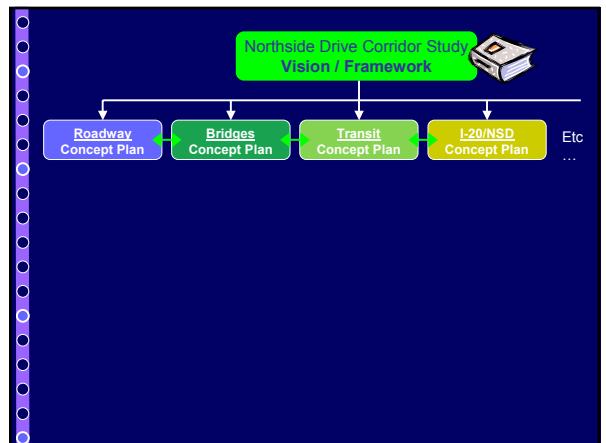 Northside Drive Corridor Study
Vision / Framework
Roadway
Concept Plan
Bridges
Concept Plan
Transit
Concept Plan
I-20/NSD
Concept Plan
Etc
…